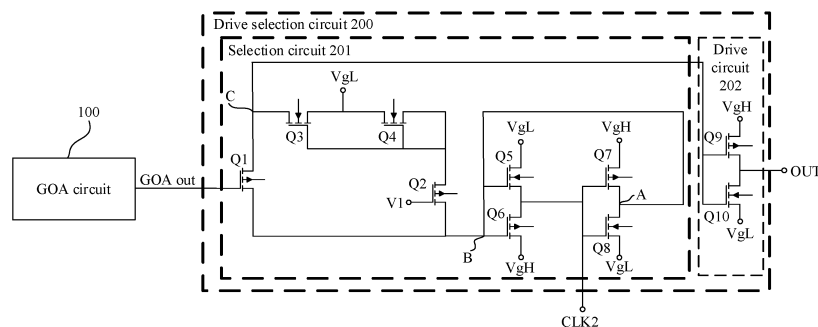 Drive selection circuit 200
Selection circuit 201
Drive
circuit
202
VgL
VgH
C
100
Q3
Q4
VgL
VgH
Q9
Q1
Q5
Q7
GOA circuit
GOA out
Q2
A
OUT
V1
Q6
Q10
B
Q8
VgL
VgH
VgL
CLK2